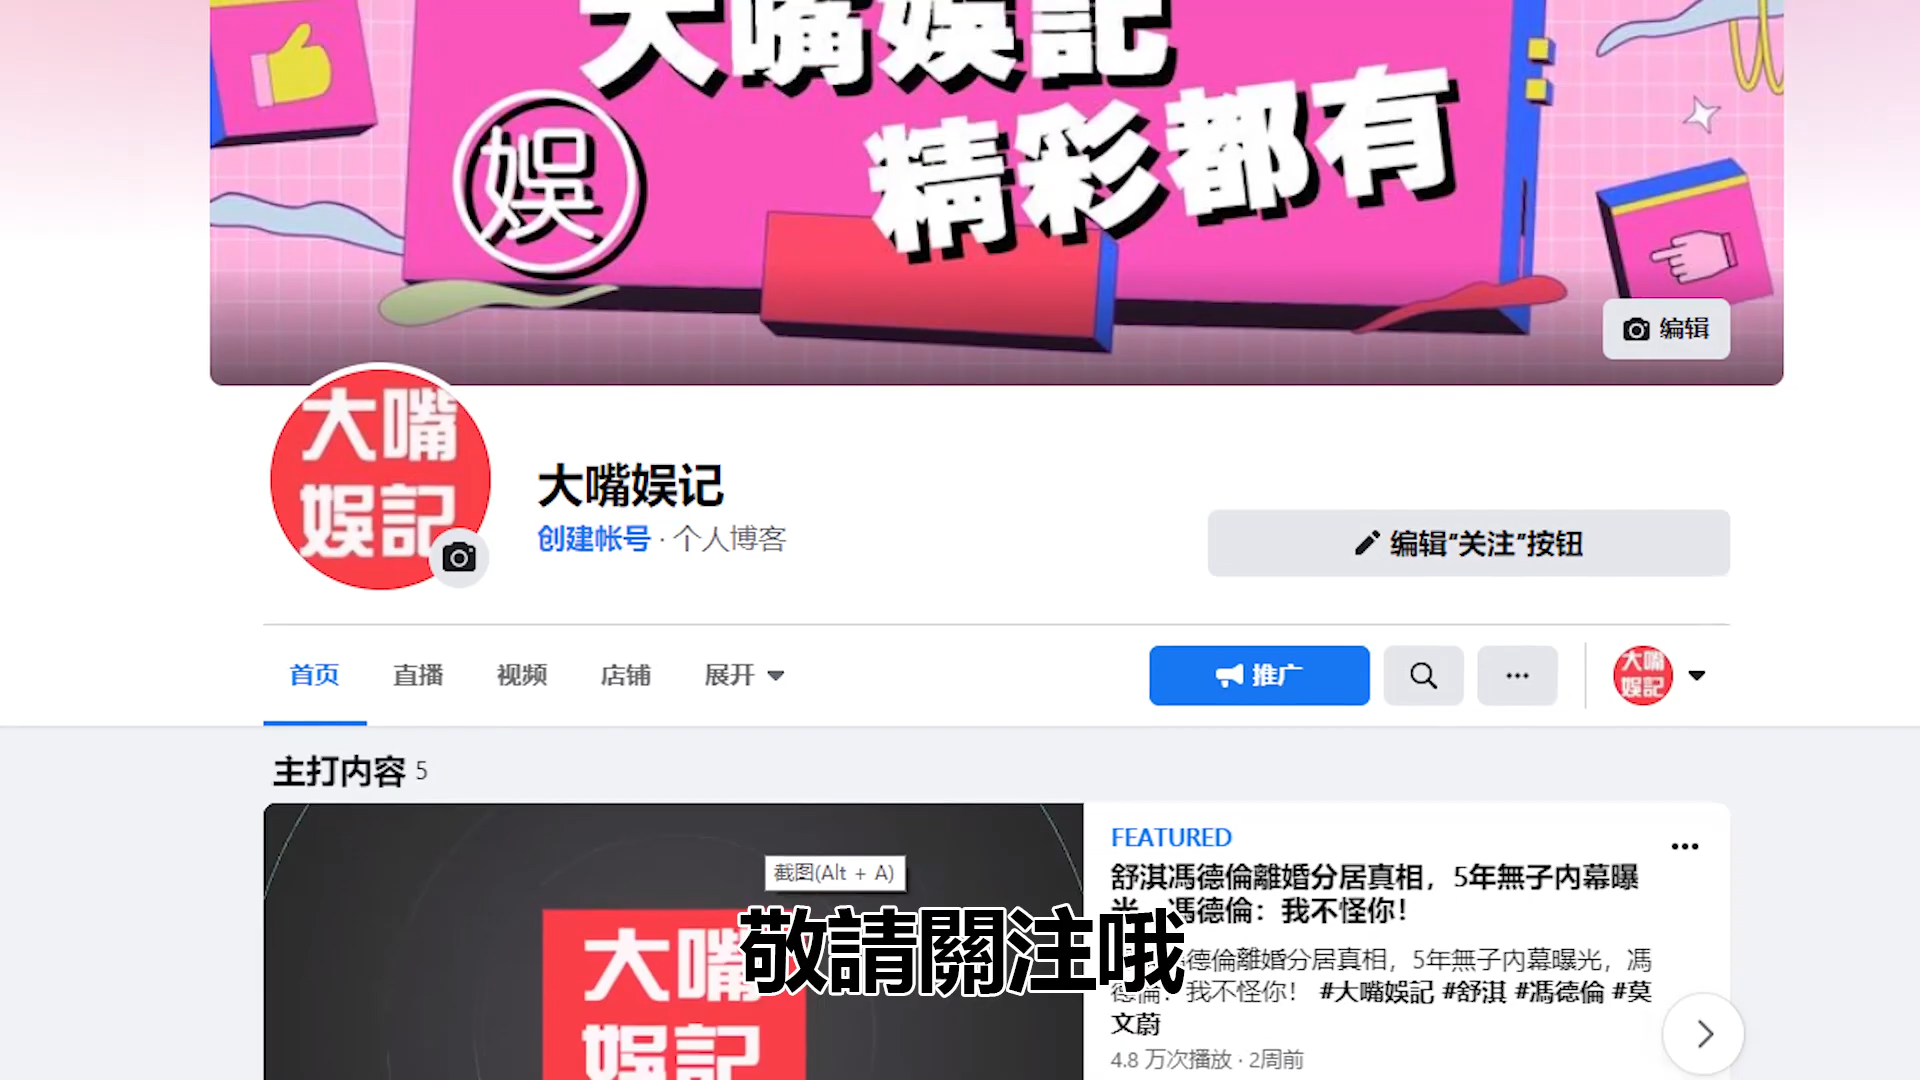 大嘴娛記
精彩都有
娱
编辑
大嘴
娛記
大嘴娱记
创建帐号 · 个人博客
编辑“关注”按钮
首页
直播
视频
店铺
展开
推广
大嘴
娛記
主打内容 5
截图(Alt + A)
大嘴
娛記
FEATURED
舒淇馮德倫離婚分居真相，5年無子内幕曝
光，馮德倫：我不怪你！
德倫離婚分居真相，5年無子内幕曝光，馮
德倫：我不怪你！ #大嘴娛記 #舒淇 #馮德倫 #莫
文蔚
4.8 万次播放 · 2周前
敬請關注哦